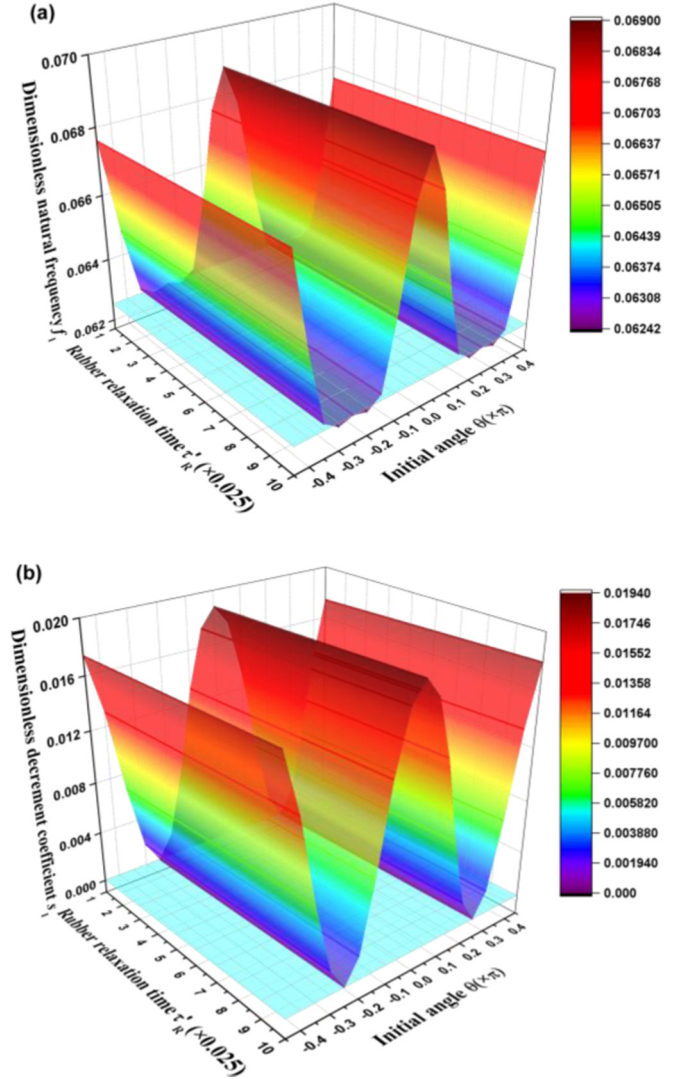 (a)
0.070
0.068
0.066
0.064
0.062
Dimensionless natural frequency f1
1 2 3 4 5 6 7 8 9 10
Rubber relaxation time τ'R (×0.025)
-0.4 -0.3 -0.2 -0.1 0.0 0.1 0.2 0.3 0.4
Initial angle θ(×π)
0.06900
0.06834
0.06768
0.06703
0.06637
0.06571
0.06505
0.06439
0.06374
0.06308
0.06242
(b)
0.020
0.016
0.012
0.008
0.004
0.000
Dimensionless decrement coefficient s1
1 2 3 4 5 6 7 8 9 10
Rubber relaxation time τ'R (×0.025)
-0.4 -0.3 -0.2 -0.1 0.0 0.1 0.2 0.3 0.4
Initial angle θ(×π)
0.01940
0.01746
0.01552
0.01358
0.01164
0.009700
0.007760
0.005820
0.003880
0.001940
0.000